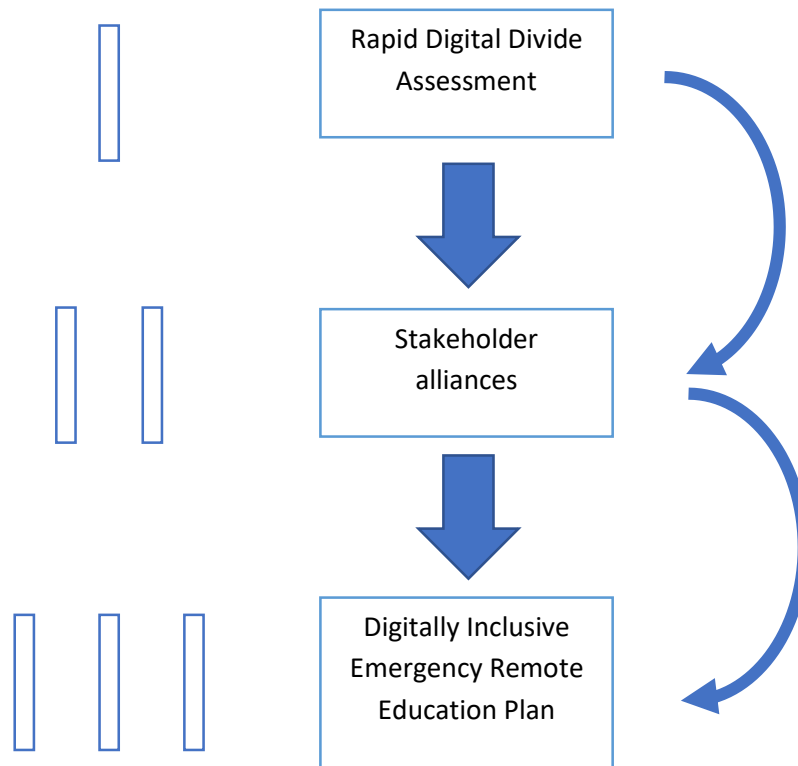 Rapid Digital Divide
Assessment
Stakeholder
alliances
Digitally Inclusive
Emergency Remote
Education Plan